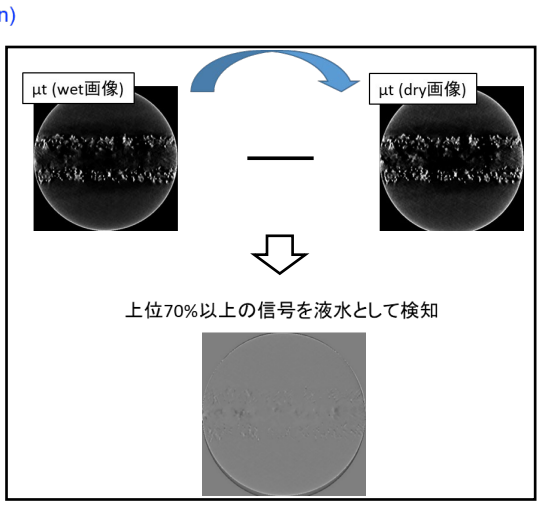 n)
μt (wet画像)
μt (dry画像)
上位70%以上の信号を液水として検知